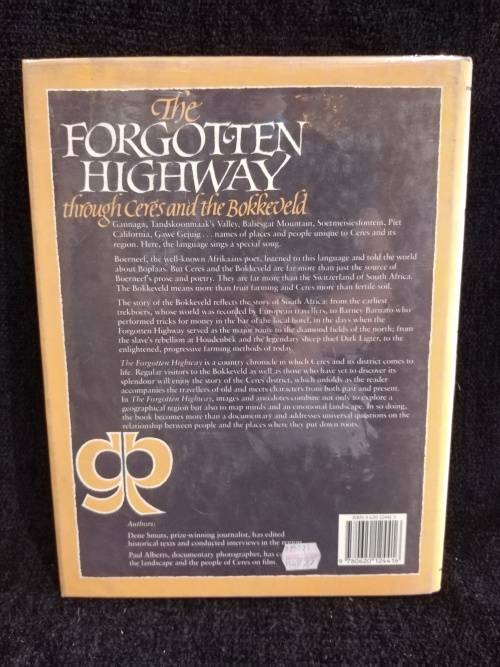 The
FORGOTTEN
HIGHWAY
through Ceres and the Bokkeveld
Gannaga, Tandskoonmaak's Valley, Baliesgat Mountain, Soetmeisiesfontein, Piet
California, Gawe Gejuig . . . names of places and people unique to Ceres and its
region. Here, the language sings a special song.
Boerneef, the well-known Afrikaans poet, listened to this language and told the world
about Boplaas. But Ceres and the Bokkeveld are far more than just the source of
Boerneef's prose and poetry. They are far more than the Switzerland of South Africa.
The Bokkeveld means more than fruit farming and Ceres more than fertile soil.
The story of the Bokkeveld reflects the story of South Africa: from the earliest
trekboers, whose world was recorded by European travellers, to Barney Barnato who
performed tricks for money in the bar of the local hotel, in the days when the
Forgotten Highway served as the major route to the diamond fields of the north; from
the slave's rebellion at Houdenbek and the legendary sheep thief Dirk Ligter, to the
enlightened, progressive farming methods of today.
The Forgotten Highway is a country chronicle in which Ceres and its district comes to
life. Regular visitors to the Bokkeveld as well as those who have yet to discover its
splendour will enjoy the story of the Ceres district, which unfolds as the reader
accompanies the travellers of old and meets characters from both past and present.
In The Forgotten Highway, images and anecdotes combine not only to explore a
geographical region but also to map minds and an emotional landscape. In so doing,
the book becomes more than a documentary and addresses universal questions on the
relationship between people and the places where they put down roots.
Authors:
Dene Smuts, prize-winning journalist, has edited
historical texts and conducted interviews in the
Paul Alberts, documentary photographer, has
the landscape and the people of Ceres on film.
ISBN 0 620 12441 5
9 780620 124416